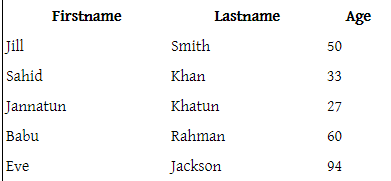 Firstname Lastname Age
Jill Smith 50
Sahid Khan 33
Jannatun Khatun 27
Babu Rahman 60
Eve Jackson 94